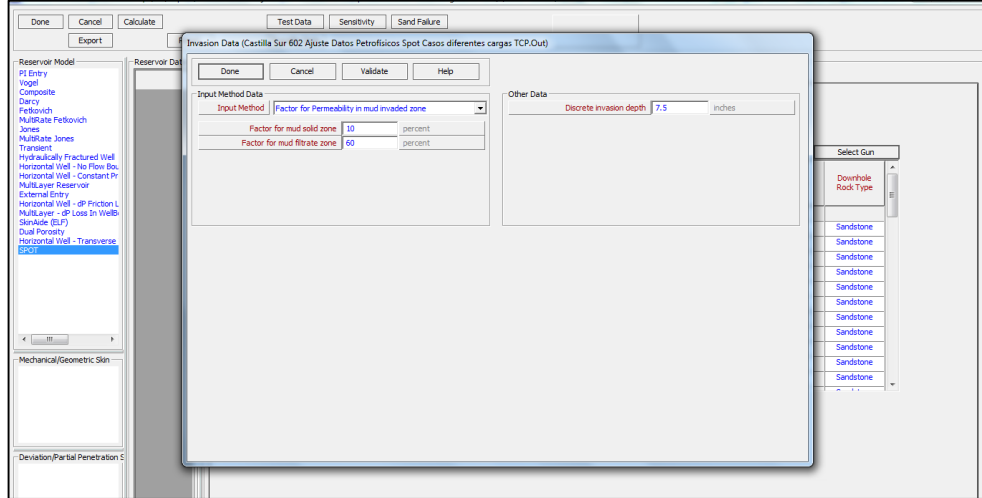 Done Cancel Calculate Test Data Sensitivity Sand Failure
Export
Reservoir Model
PI Entry
Vogel
Composite
Darcy
Fetkovich
MultiRate Fetkovich
Jones
MultiRate Jones
Transient
Hydraulically Fractured Well
Horizontal Well - No Flow Bou
Horizontal Well - Constant Pr
MultiLayer Reservoir
External Entry
Horizontal Well - dP Friction L
MultiLayer - dP Loss In WellB
SkinAide (ELF)
Dual Porosity
Horizontal Well - Transverse
SPOT
Mechanical/Geometric Skin
Deviation/Partial Penetration S
Reservoir Dat
Invasion Data (Castilla Sur 602 Ajuste Datos Petrofisicos Spot Casos diferentes cargas TCP.Out)
Done Cancel Validate Help
Input Method Data
Input Method Factor for Permeability in mud invaded zone
Factor for mud solid zone 10 percent
Factor for mud filtrate zone 60 percent
Other Data
Discrete invasion depth 7.5 inches
Select Gun
Downhole
Rock Type
Sandstone
Sandstone
Sandstone
Sandstone
Sandstone
Sandstone
Sandstone
Sandstone
Sandstone
Sandstone
Sandstone